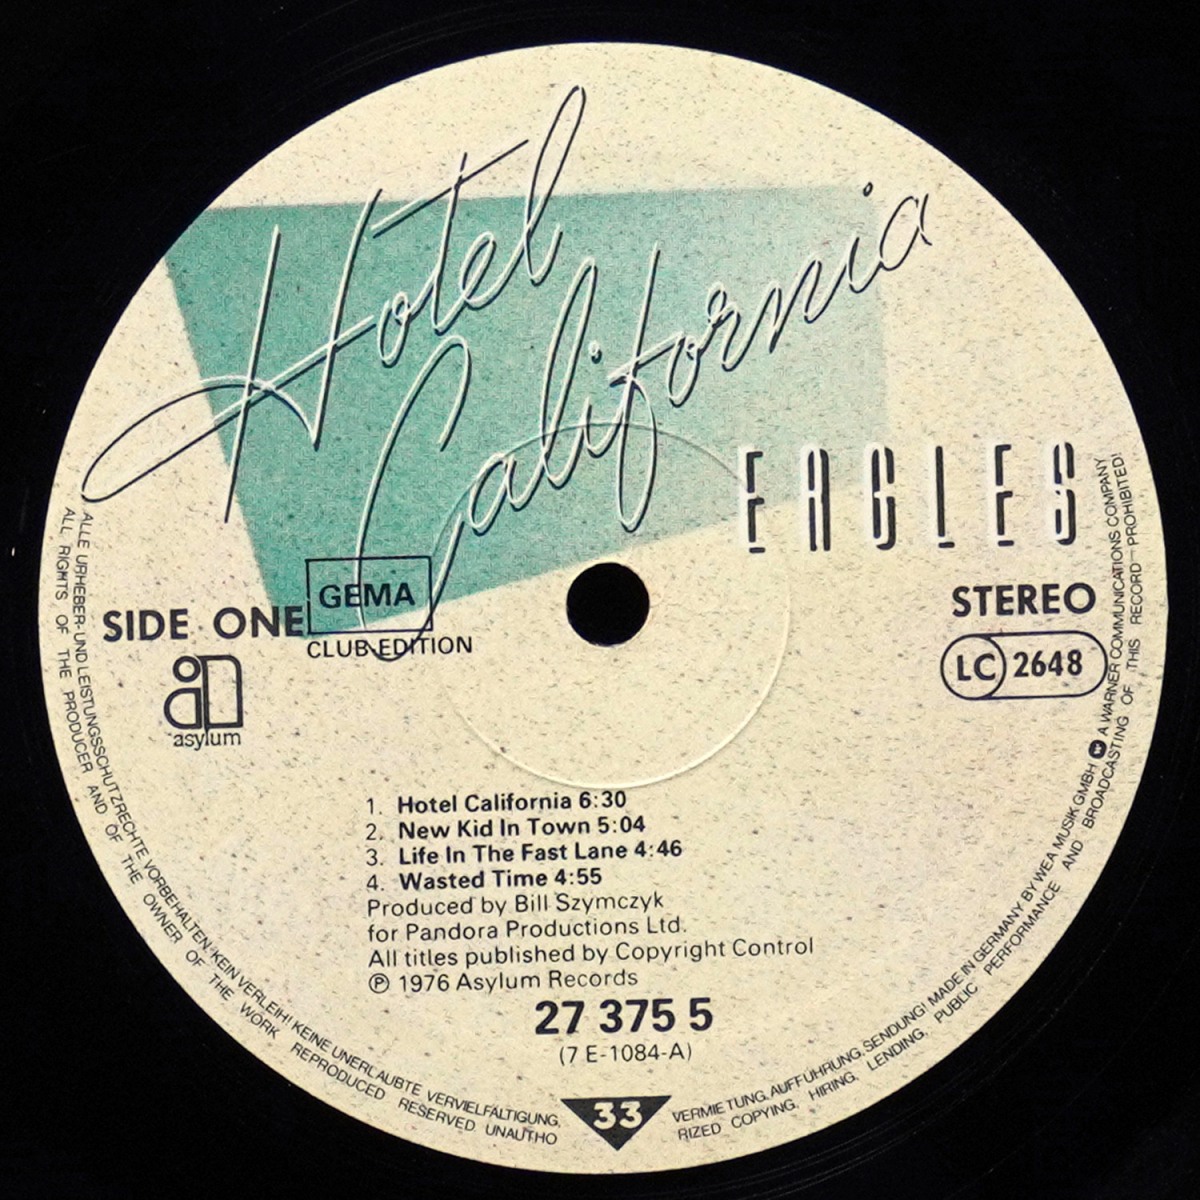 Hotel
California
EAGLES
SIDE ONE
GEMA
CLUB-EDITION
STEREO
LC 2648
asylum
1. Hotel California 6:30
2. New Kid In Town 5:04
3. Life In The Fast Lane 4:46
4. Wasted Time 4:55
Produced by Bill Szymczyk
for Pandora Productions Ltd.
All titles published by Copyright Control
℗ 1976 Asylum Records
27 375 5
(7 E-1084-A)
33
ALLE URHEBER- UND LEISTUNGSSCHUTZRECHTE VORBEHALTEN. KEIN VERLEIH! KEINE UNERLAUBTE VERVIELFÄLTIGUNG, VERMIETUNG, AUFFÜHRUNG, SENDUNG! MADE IN GERMANY BY WEA MUSIK GMBH A WARNER COMMUNICATIONS COMPANY
ALL RIGHTS OF THE PRODUCER AND OF THE OWNER OF THE WORK REPRODUCED RESERVED UNAUTHORIZED COPYING, HIRING, LENDING, PUBLIC PERFORMANCE AND BROADCASTING OF THIS RECORD PROHIBITED!